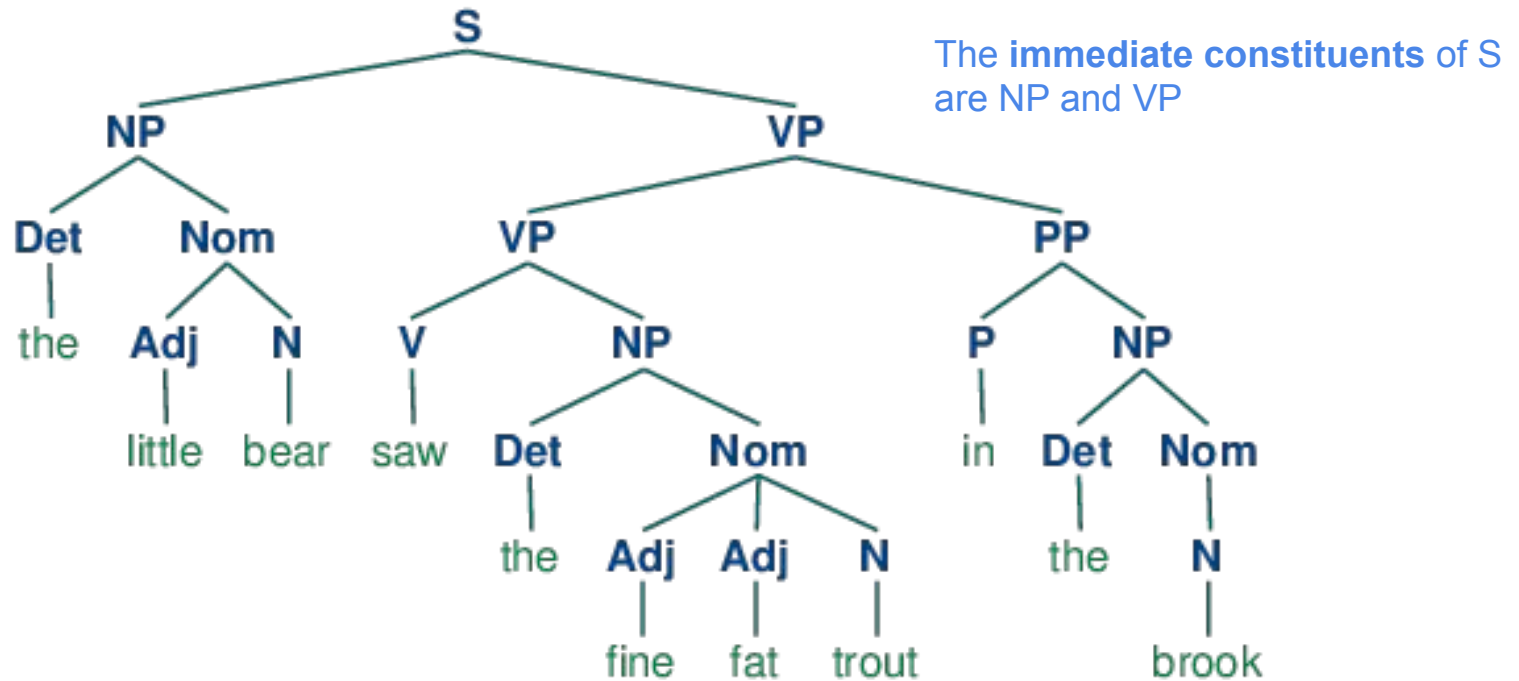 S
The immediate constituents of S
are NP and VP
NP VP
Det Nom VP PP
the Adj N V NP P NP
little bear saw Det Nom in Det Nom
the Adj Adj N the N
fine fat trout brook